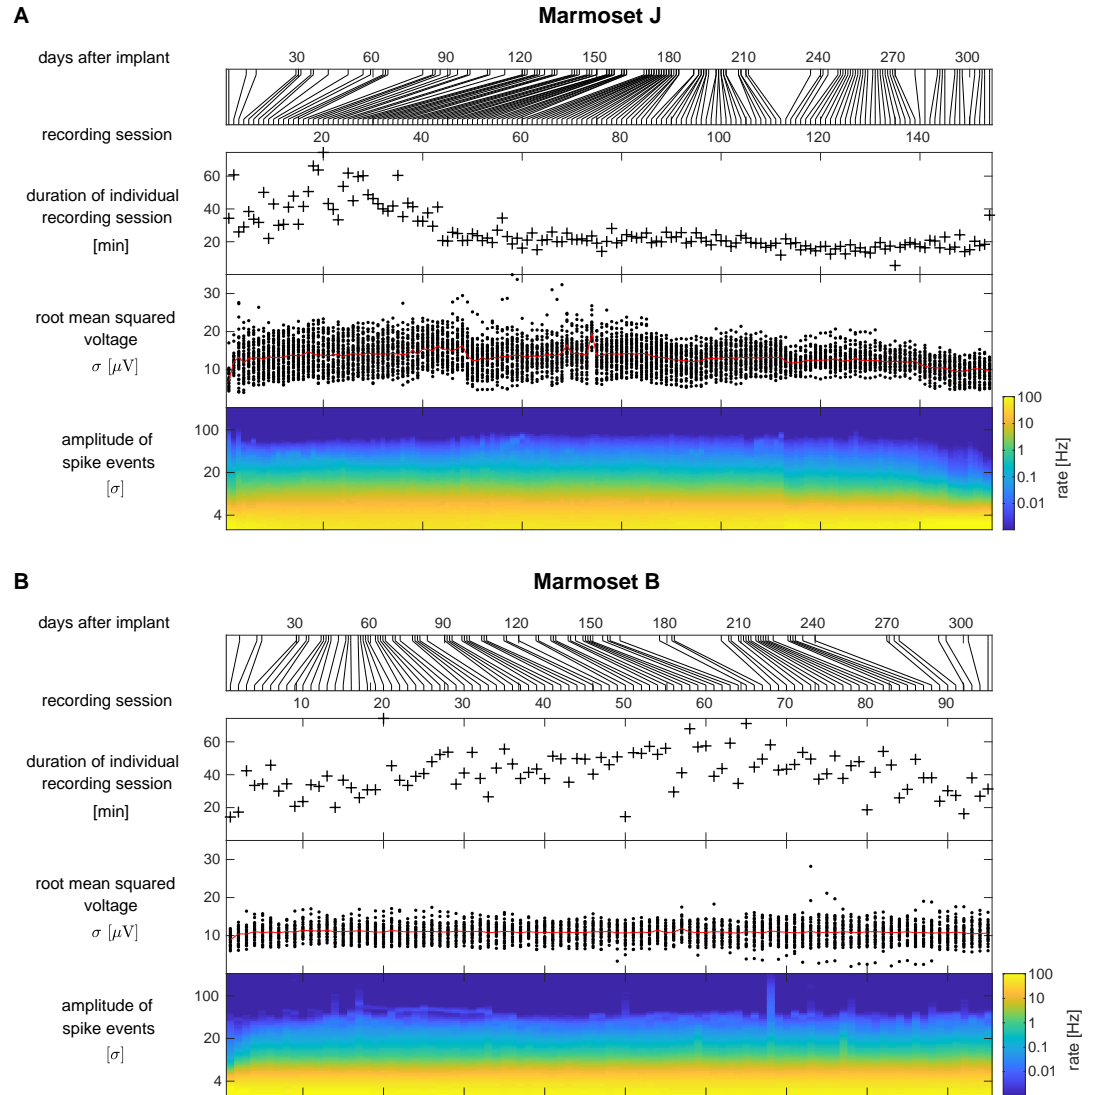 A
Marmoset J
days after implant
30 60 90 120 150 180 210 240 270 300
recording session
20 40 60 80 100 120 140
duration of individual
recording session
[min]
60
40
20
root mean squared
voltage
σ [μV]
30
20
10
amplitude of
spike events
[σ]
100
20
4
100
10
1
0.1
0.01
rate [Hz]
B
Marmoset B
days after implant
30 60 90 120 150 180 210 240 270 300
recording session
10 20 30 40 50 60 70 80 90
duration of individual
recording session
[min]
60
40
20
root mean squared
voltage
σ [μV]
30
20
10
amplitude of
spike events
[σ]
100
20
4
100
10
1
0.1
0.01
rate [Hz]